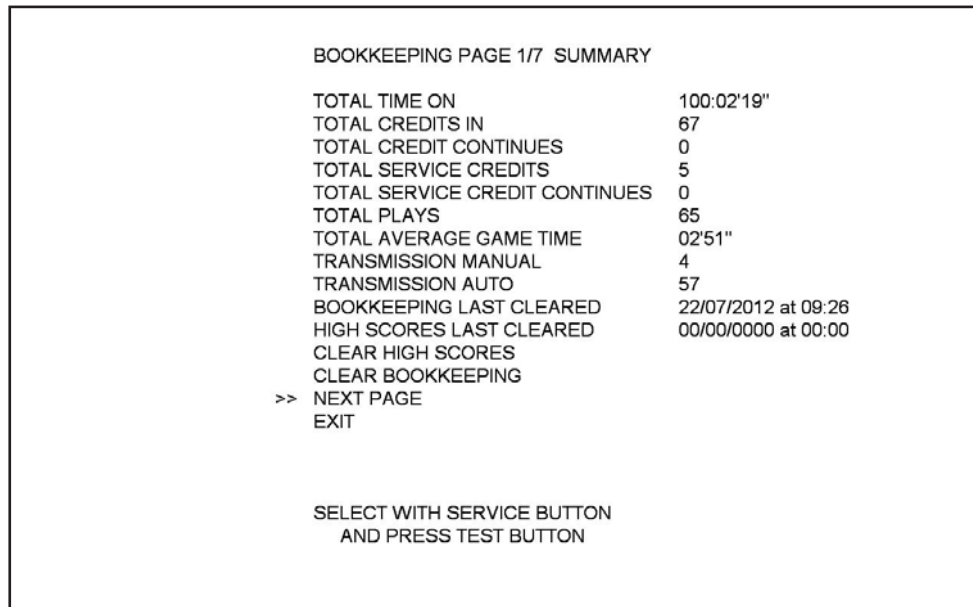 BOOKKEEPING PAGE 1/7 SUMMARY
TOTAL TIME ON 100:02'19"
TOTAL CREDITS IN 67
TOTAL CREDIT CONTINUES 0
TOTAL SERVICE CREDITS 5
TOTAL SERVICE CREDIT CONTINUES 0
TOTAL PLAYS 65
TOTAL AVERAGE GAME TIME 02'51"
TRANSMISSION MANUAL 4
TRANSMISSION AUTO 57
BOOKKEEPING LAST CLEARED 22/07/2012 at 09:26
HIGH SCORES LAST CLEARED 00/00/0000 at 00:00
CLEAR HIGH SCORES
CLEAR BOOKKEEPING
>> NEXT PAGE
EXIT
SELECT WITH SERVICE BUTTON
AND PRESS TEST BUTTON